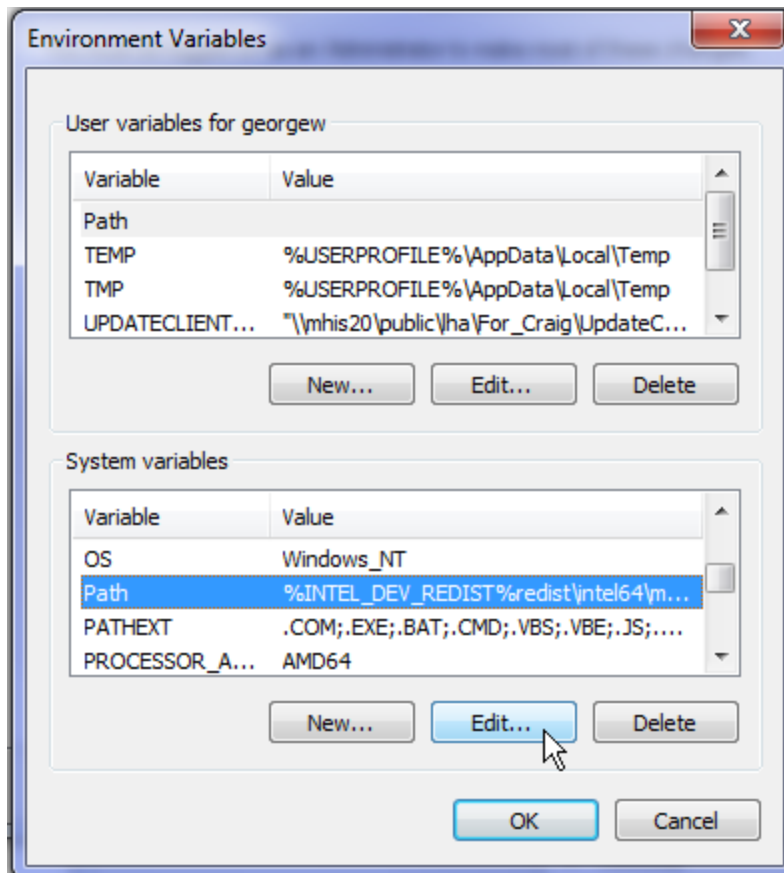 Environment Variables
User variables for georgew
Variable Value
Path
TEMP %USERPROFILE%\AppData\Local\Temp
TMP %USERPROFILE%\AppData\Local\Temp
UPDATECLIENT... "\\mhis20\public\lha\For_Craig\UpdateC...
New... Edit... Delete
System variables
Variable Value
OS Windows_NT
Path %INTEL_DEV_REDIST%redist\intel64\m...
PATHEXT .COM;.EXE;.BAT;.CMD;.VBS;.VBE;.JS;....
PROCESSOR_A... AMD64
New... Edit... Delete
OK Cancel